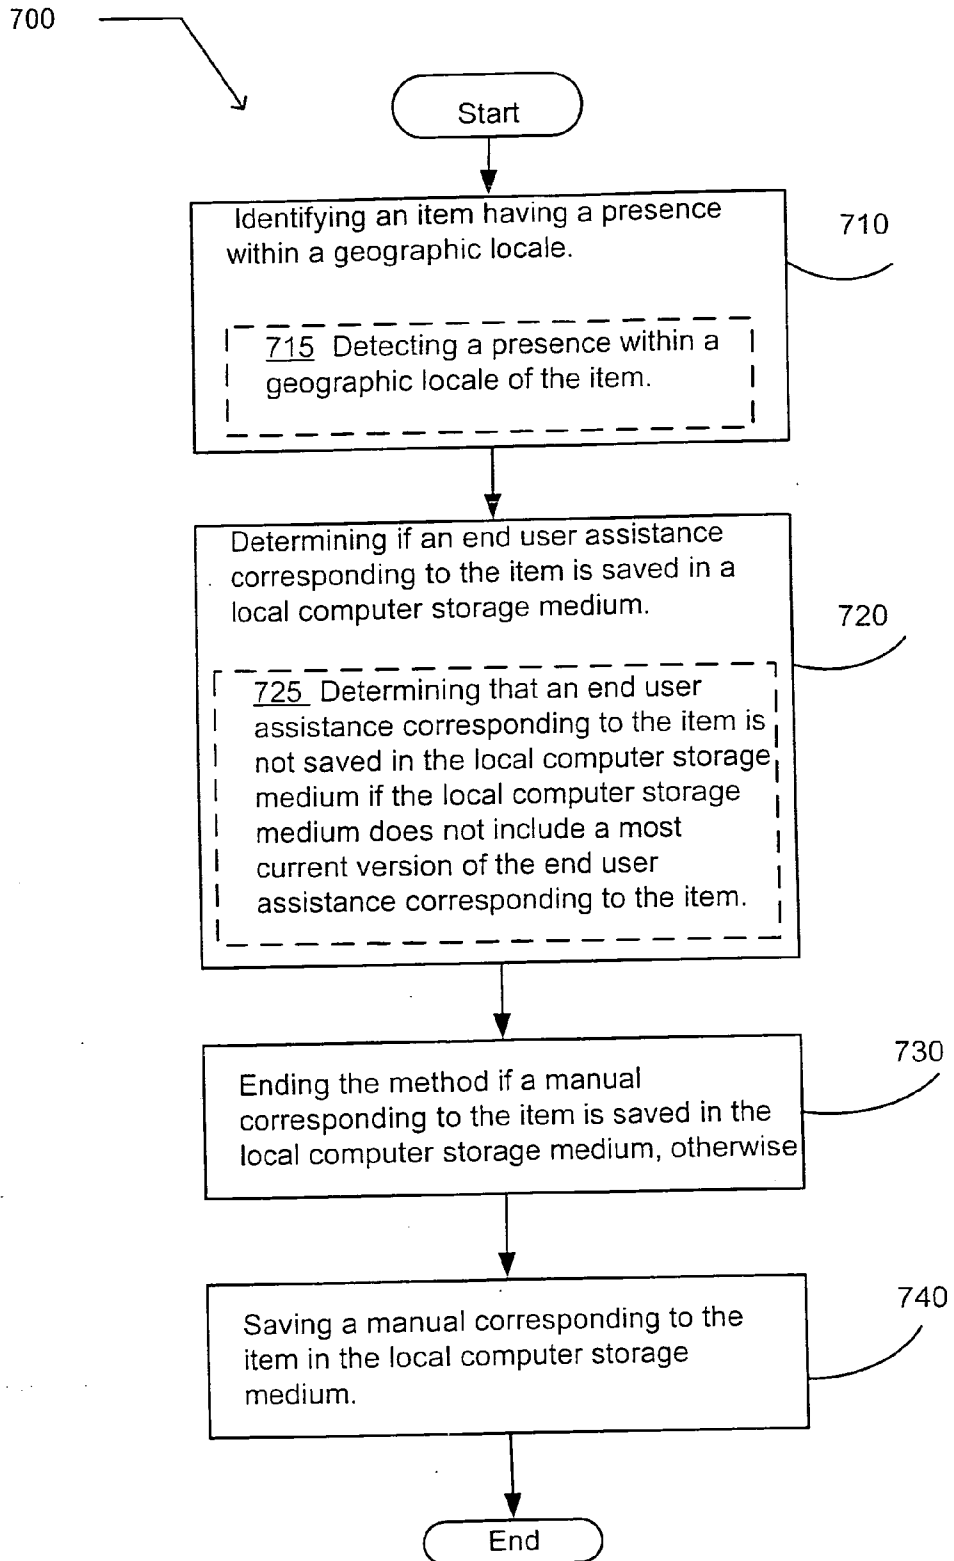 700
Start
Identifying an item having a presence
within a geographic locale.
710
715 Detecting a presence within a
geographic locale of the item.
Determining if an end user assistance
corresponding to the item is saved in a
local computer storage medium.
720
725 Determining that an end user
assistance corresponding to the item is
not saved in the local computer storage
medium if the local computer storage
medium does not include a most
current version of the end user
assistance corresponding to the item.
730
Ending the method if a manual
corresponding to the item is saved in the
local computer storage medium, otherwise
740
Saving a manual corresponding to the
item in the local computer storage
medium.
End